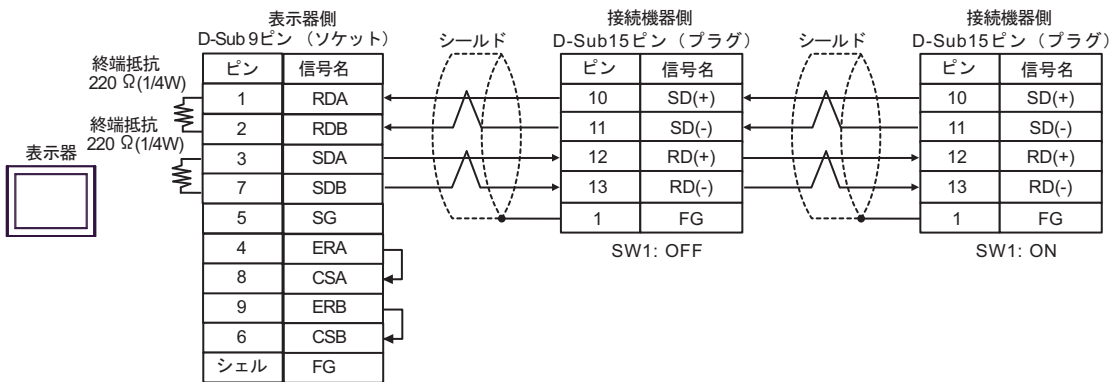 表示器側
D-Sub 9ピン（ソケット）
終端抵抗
220 Ω(1/4W)
終端抵抗
220 Ω(1/4W)
表示器
ピン 信号名
1 RDA
2 RDB
3 SDA
7 SDB
5 SG
4 ERA
8 CSA
9 ERB
6 CSB
シェル FG
シールド
接続機器側
D-Sub15ピン（プラグ）
ピン 信号名
10 SD(+)
11 SD(-)
12 RD(+)
13 RD(-)
1 FG
SW1: OFF
シールド
接続機器側
D-Sub15ピン（プラグ）
ピン 信号名
10 SD(+)
11 SD(-)
12 RD(+)
13 RD(-)
1 FG
SW1: ON